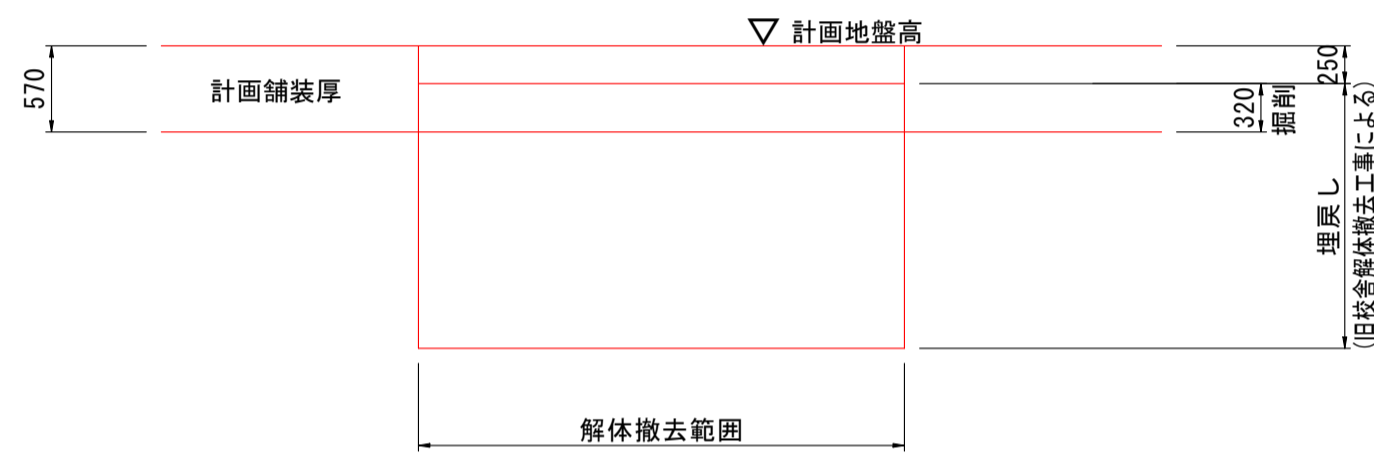 ▽ 計画地盤高
570
計画舗装厚
250
320
掘削
埋戻し
(旧校舎解体撤去工事による)
解体撤去範囲